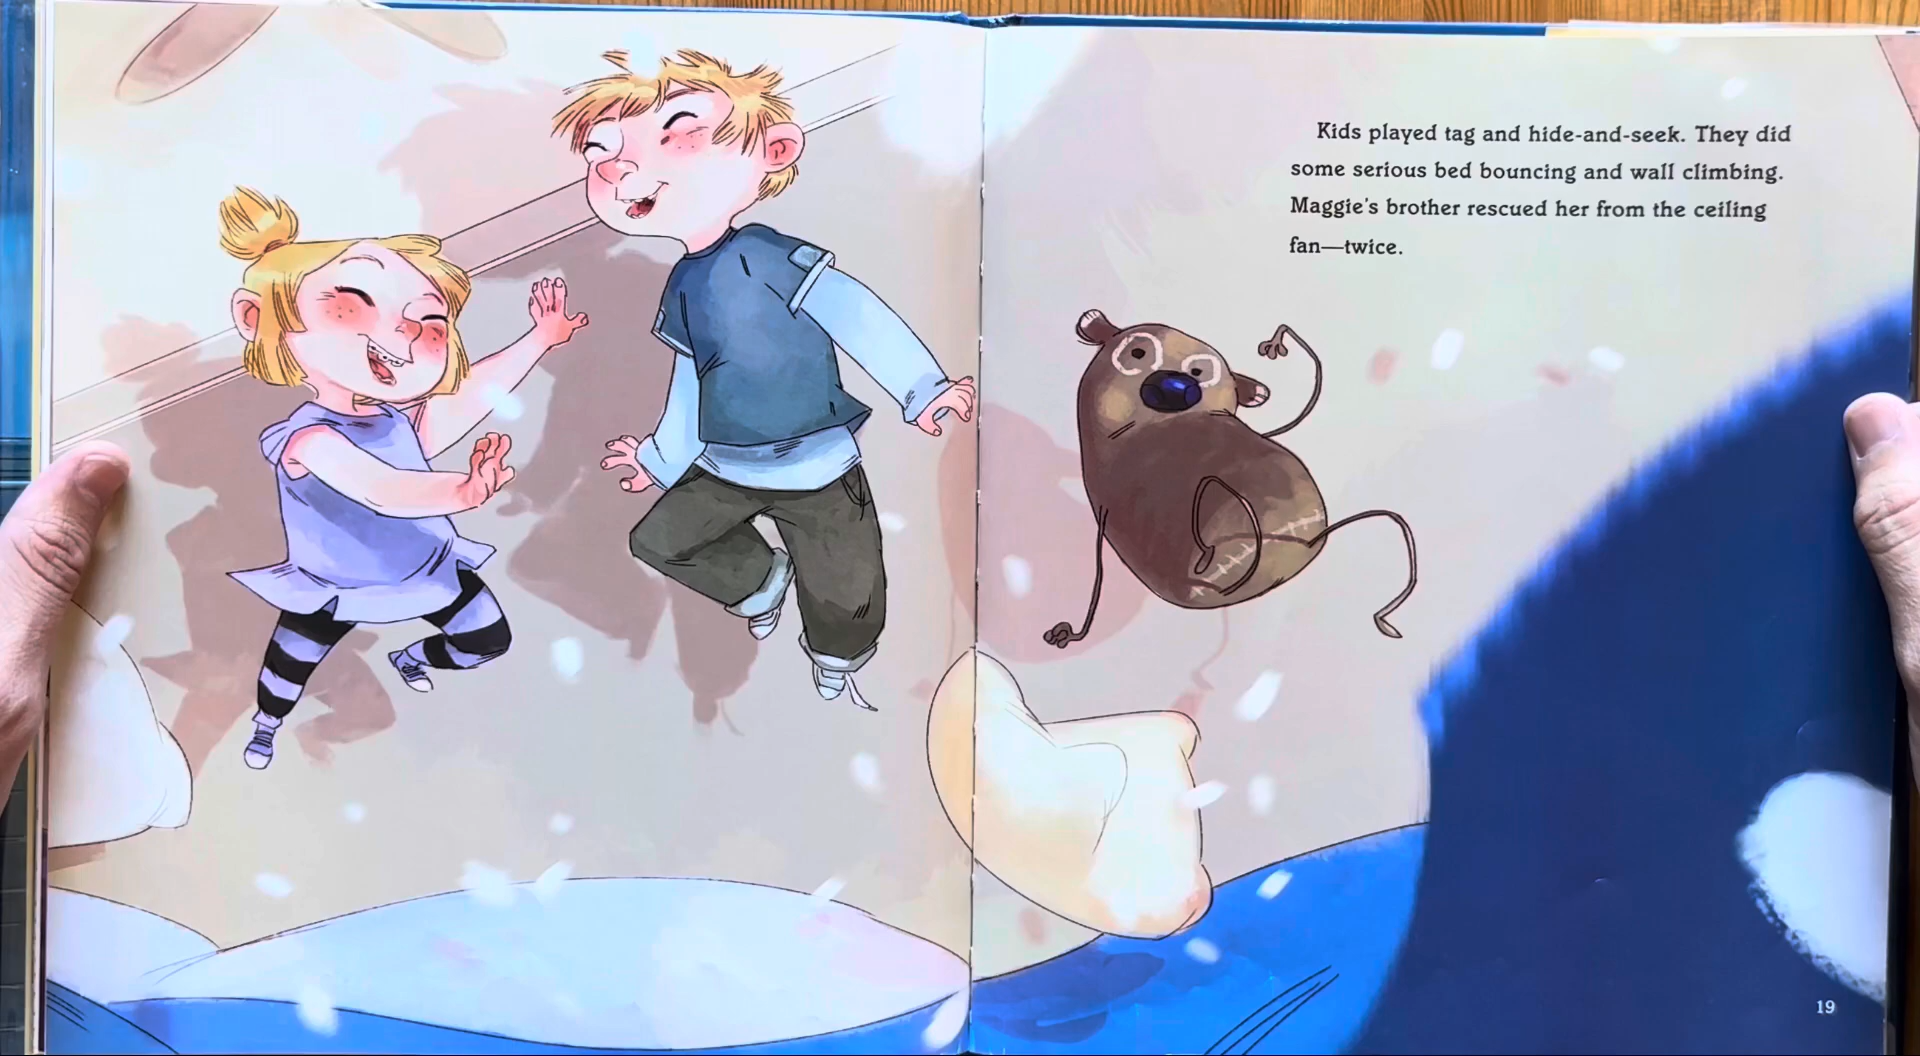 Kids played tag and hide-and-seek. They did
some serious bed bouncing and wall climbing.
Maggie's brother rescued her from the ceiling
fan—twice.
19